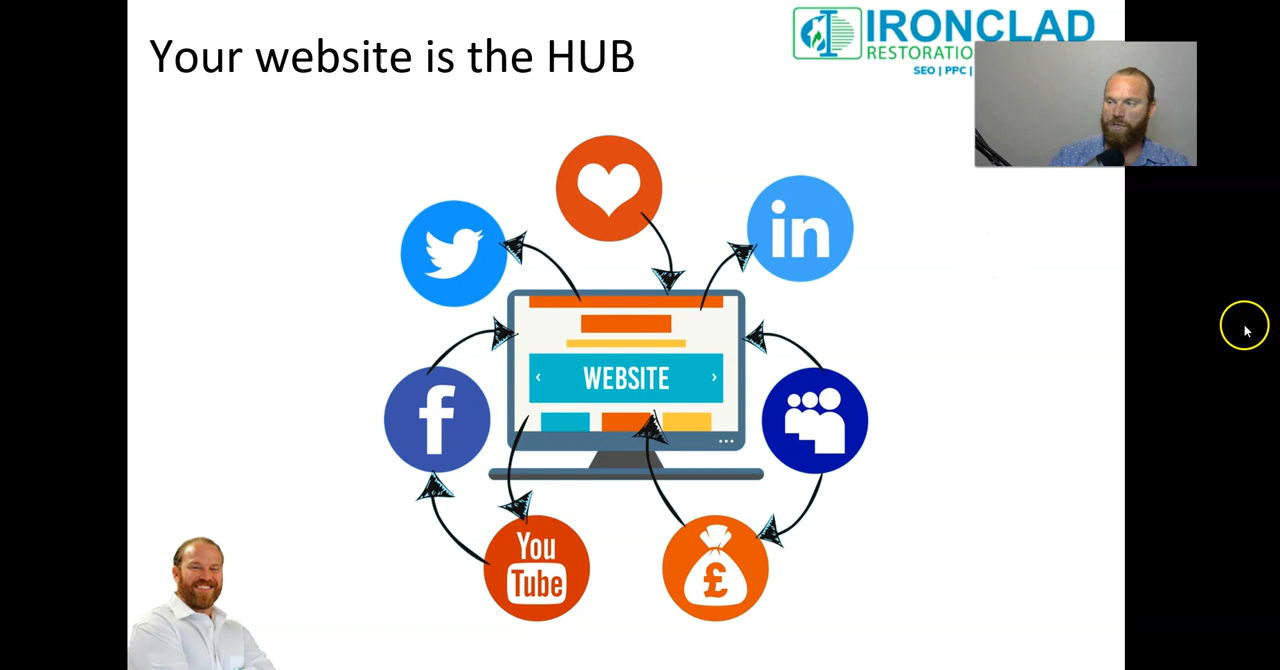 Your website is the HUB
IRONCLAD
RESTORATIO
SEO | PPC |
in
‹ WEBSITE ›
f
You
Tube
£